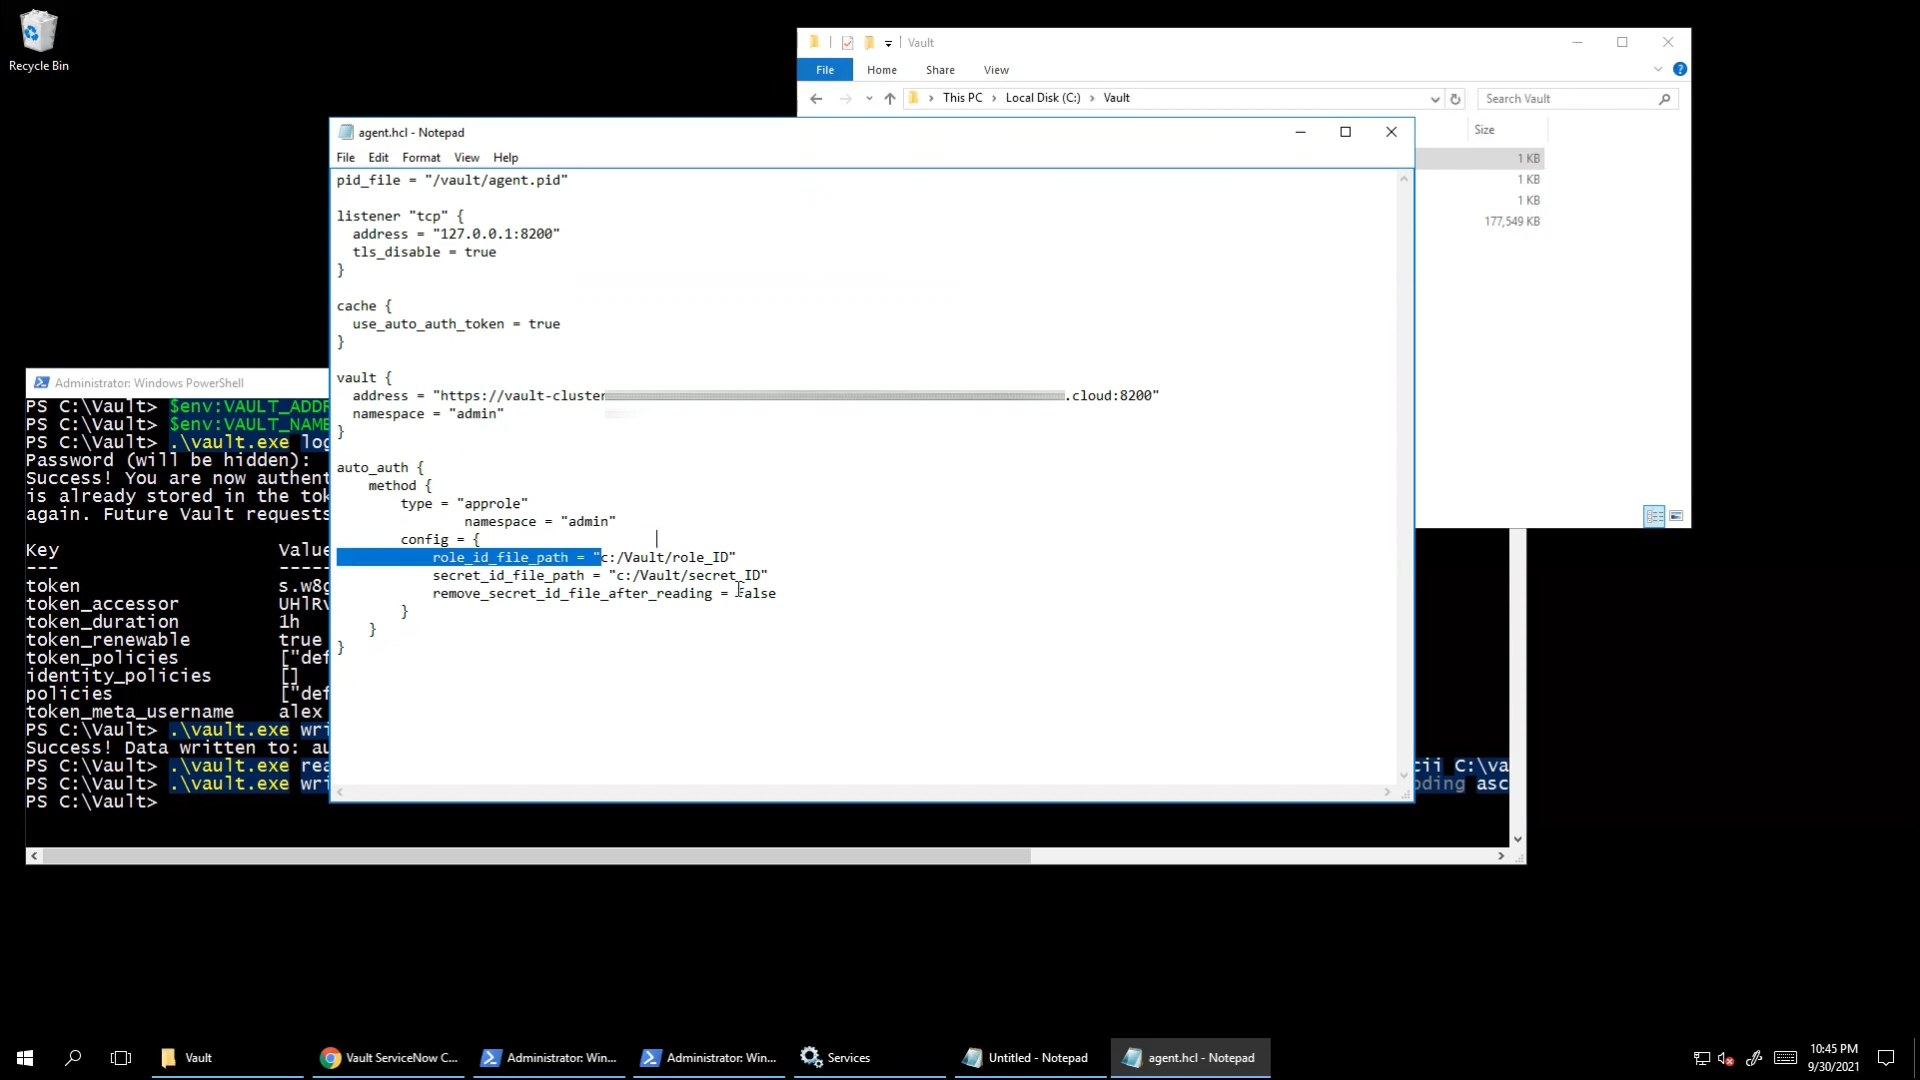 Recycle Bin
Vault
File Home Share View
This PC Local Disk (C:) Vault
Search Vault
Size
1 KB
1 KB
1 KB
177,549 KB
agent.hcl - Notepad
File Edit Format View Help
pid_file = "/vault/agent.pid"
listener "tcp" {
address = "127.0.0.1:8200"
tls_disable = true
}
cache {
use_auto_auth_token = true
}
vault {
address = "https://vault-cluster .cloud:8200"
namespace = "admin"
}
auto_auth {
method {
type = "approle"
namespace = "admin"
config = {
role_id_file_path = "c:/Vault/role_ID"
secret_id_file_path = "c:/Vault/secret_ID"
remove_secret_id_file_after_reading = false
}
}
}
Administrator: Windows PowerShell
PS C:\Vault> $env:VAULT_ADDR
PS C:\Vault> $env:VAULT_NAME
PS C:\Vault> .\vault.exe log
Password (will be hidden):
Success! You are now authent
is already stored in the tok
again. Future Vault requests
Key Value
--- -----
token s.w8g
token_accessor UHlRv
token_duration 1h
token_renewable true
token_policies ["def
identity_policies []
policies ["def
token_meta_username alex
PS C:\Vault> .\vault.exe wri
Success! Data written to: au
PS C:\Vault> .\vault.exe rea cii C:\va
PS C:\Vault> .\vault.exe wri oding asc
PS C:\Vault>
Vault
Vault ServiceNow C...
Administrator: Win...
Administrator: Win...
Services
Untitled - Notepad
agent.hcl - Notepad
10:45 PM
9/30/2021